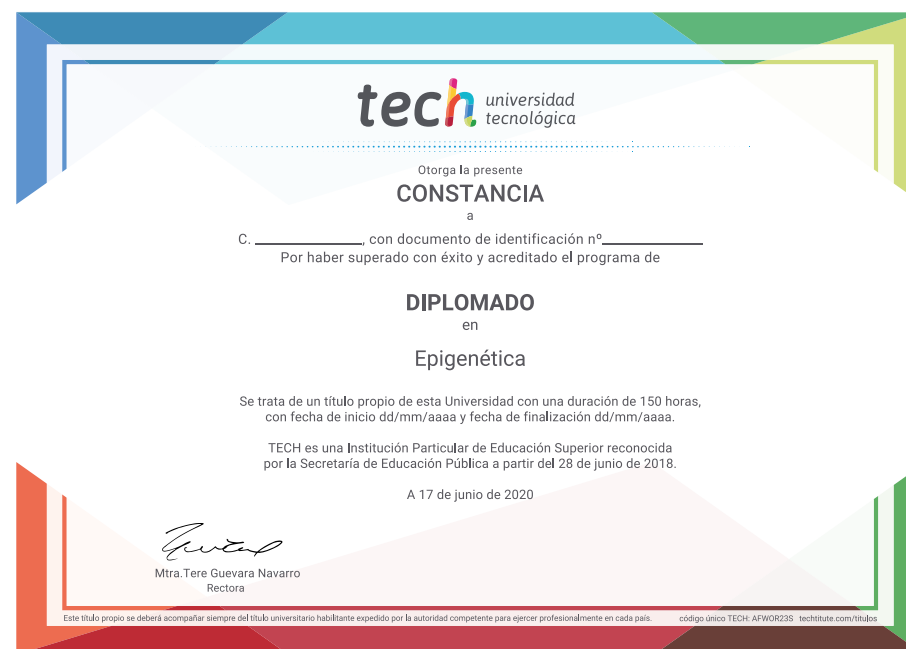 tech universidad
tecnológica
Otorga la presente
CONSTANCIA
a
C. ______________, con documento de identificación nº_____________
Por haber superado con éxito y acreditado el programa de
DIPLOMADO
en
Epigenética
Se trata de un título propio de esta Universidad con una duración de 150 horas,
con fecha de inicio dd/mm/aaaa y fecha de finalización dd/mm/aaaa.
TECH es una Institución Particular de Educación Superior reconocida
por la Secretaría de Educación Pública a partir del 28 de junio de 2018.
A 17 de junio de 2020
Mtra.Tere Guevara Navarro
Rectora
Este título propio se deberá acompañar siempre del título universitario habilitante expedido por la autoridad competente para ejercer profesionalmente en cada país. código único TECH: AFWOR23S techtitute.com/titulos